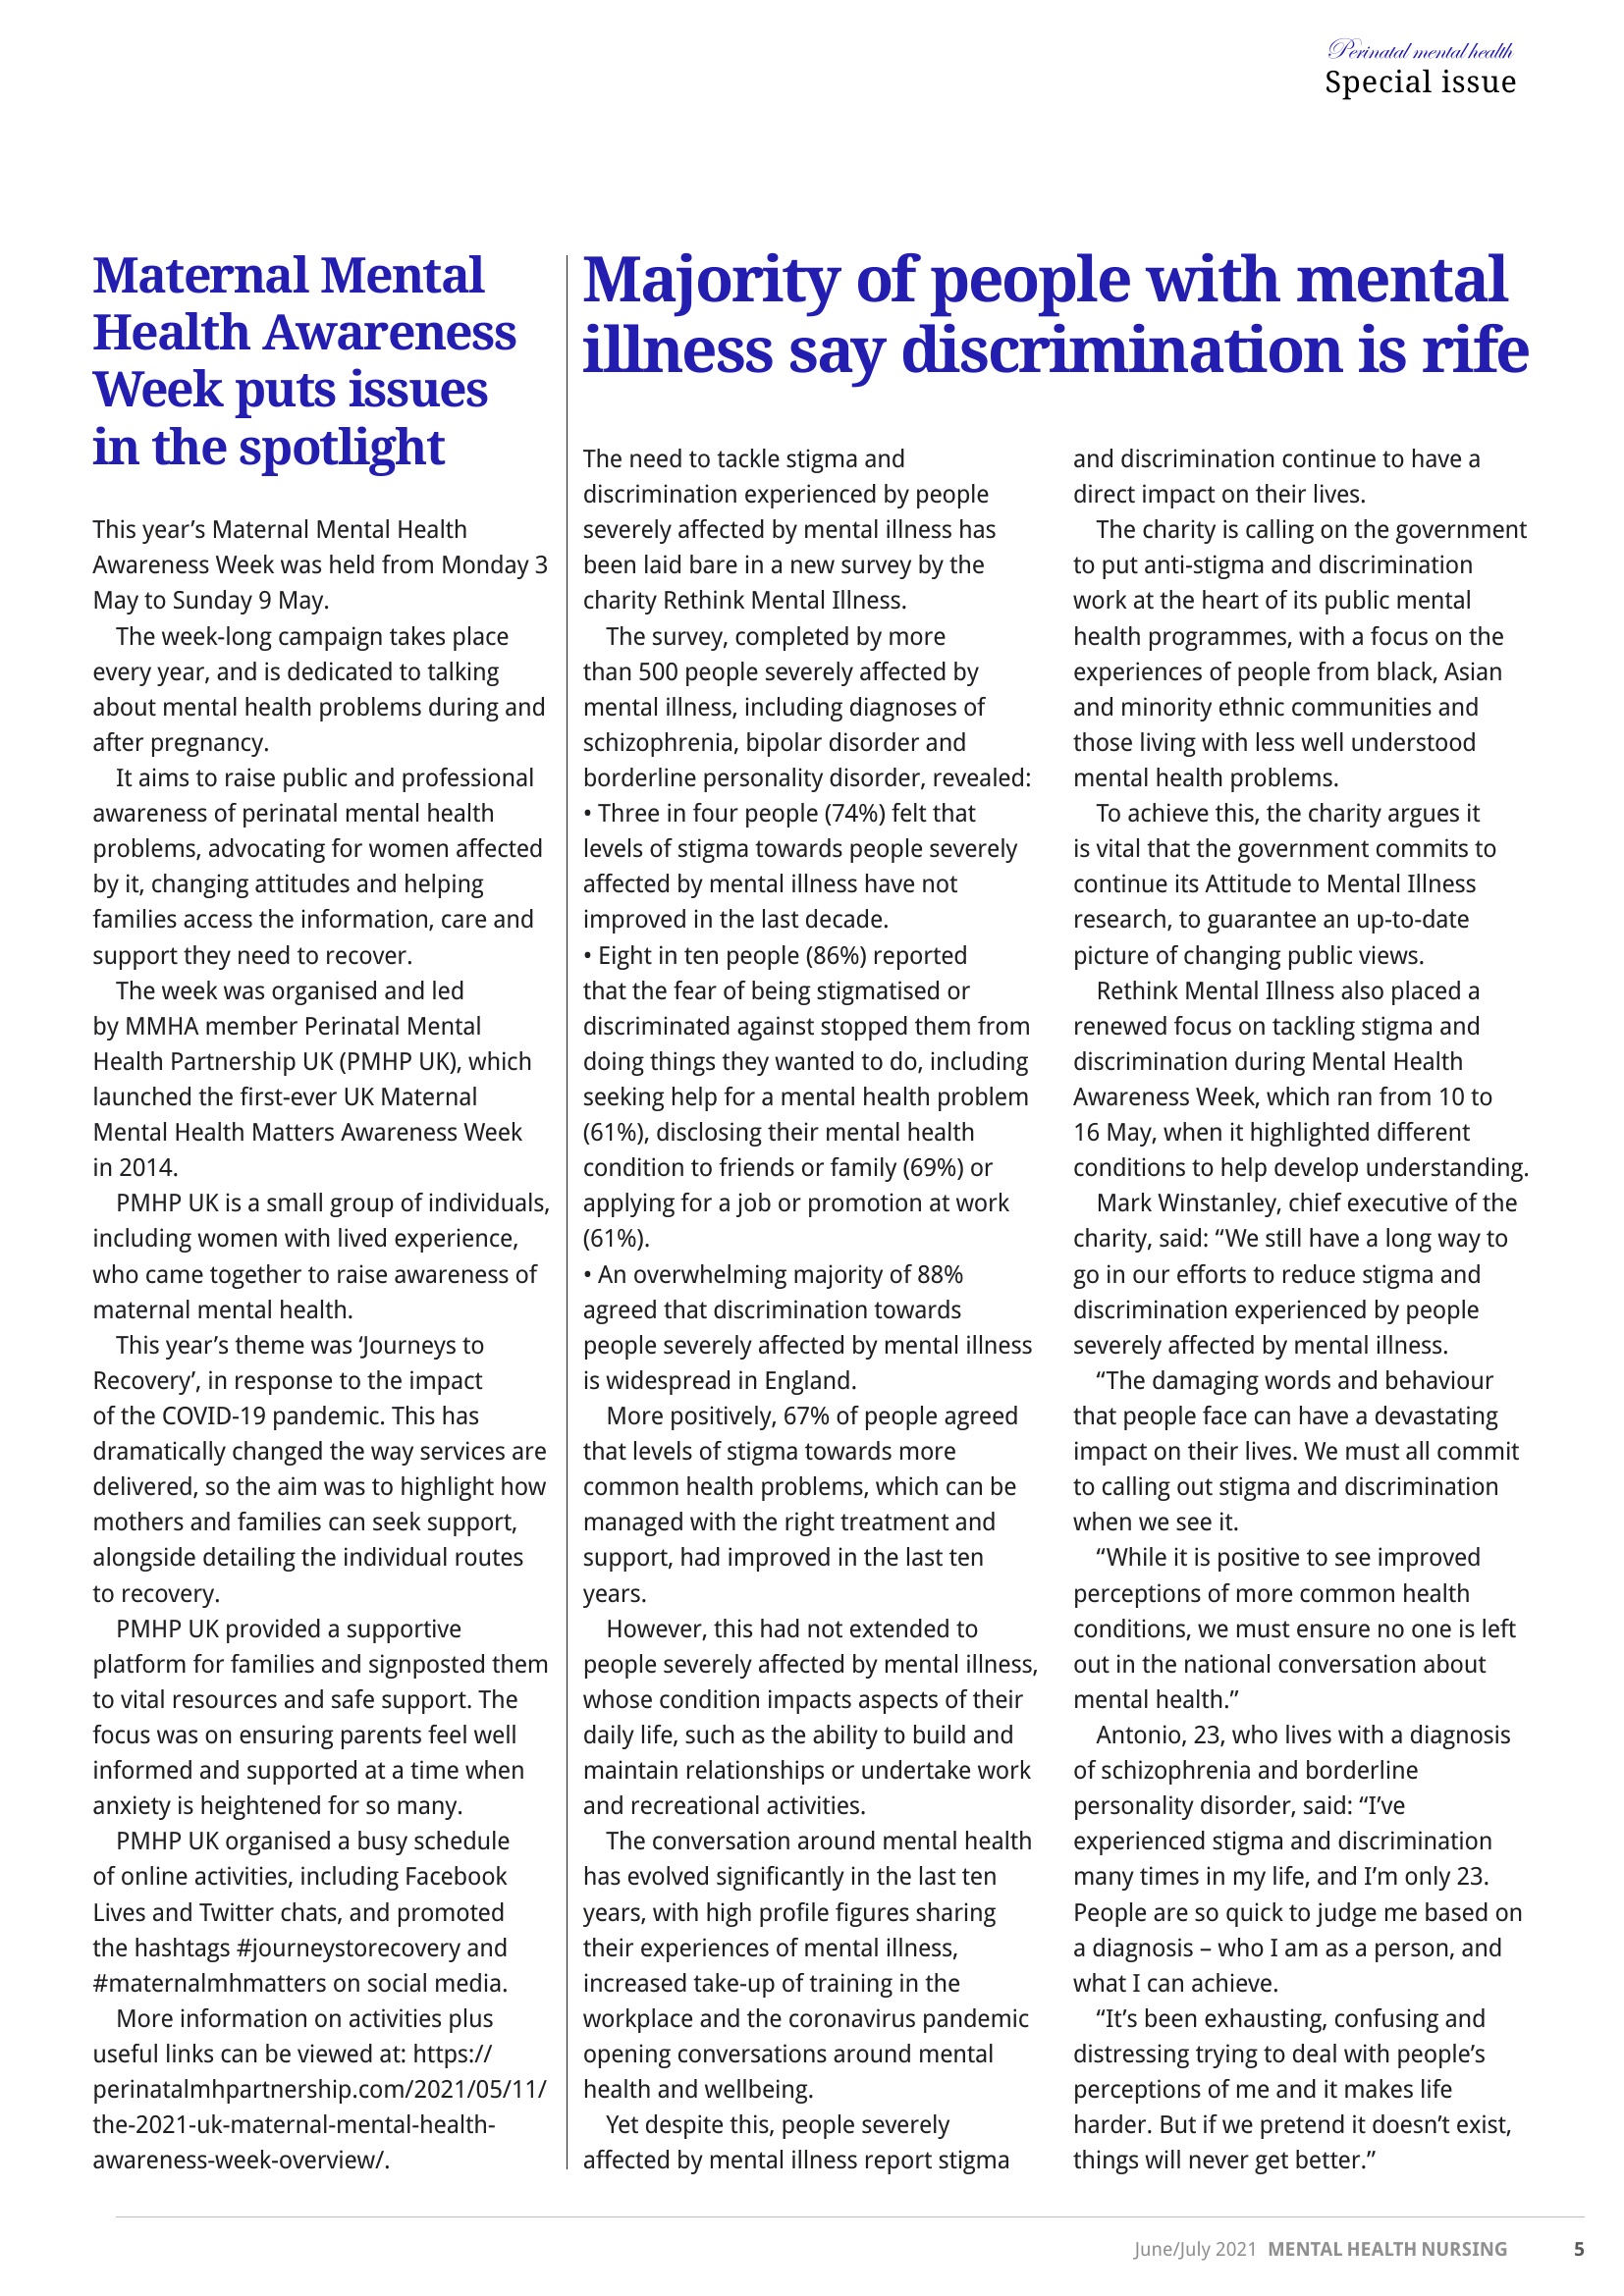 Perinatal mental health
Special issue
Maternal Mental
Health Awareness
Week puts issues
in the spotlight
This year’s Maternal Mental Health
Awareness Week was held from Monday 3
May to Sunday 9 May.
The week-long campaign takes place
every year, and is dedicated to talking
about mental health problems during and
after pregnancy.
It aims to raise public and professional
awareness of perinatal mental health
problems, advocating for women affected
by it, changing attitudes and helping
families access the information, care and
support they need to recover.
The week was organised and led
by MMHA member Perinatal Mental
Health Partnership UK (PMHP UK), which
launched the first-ever UK Maternal
Mental Health Matters Awareness Week
in 2014.
PMHP UK is a small group of individuals,
including women with lived experience,
who came together to raise awareness of
maternal mental health.
This year’s theme was ‘Journeys to
Recovery’, in response to the impact
of the COVID-19 pandemic. This has
dramatically changed the way services are
delivered, so the aim was to highlight how
mothers and families can seek support,
alongside detailing the individual routes
to recovery.
PMHP UK provided a supportive
platform for families and signposted them
to vital resources and safe support. The
focus was on ensuring parents feel well
informed and supported at a time when
anxiety is heightened for so many.
PMHP UK organised a busy schedule
of online activities, including Facebook
Lives and Twitter chats, and promoted
the hashtags #journeystorecovery and
#maternalmhmatters on social media.
More information on activities plus
useful links can be viewed at: https://
perinatalmhpartnership.com/2021/05/11/
the-2021-uk-maternal-mental-health-
awareness-week-overview/.
Majority of people with mental
illness say discrimination is rife
The need to tackle stigma and
discrimination experienced by people
severely affected by mental illness has
been laid bare in a new survey by the
charity Rethink Mental Illness.
The survey, completed by more
than 500 people severely affected by
mental illness, including diagnoses of
schizophrenia, bipolar disorder and
borderline personality disorder, revealed:
• Three in four people (74%) felt that
levels of stigma towards people severely
affected by mental illness have not
improved in the last decade.
• Eight in ten people (86%) reported
that the fear of being stigmatised or
discriminated against stopped them from
doing things they wanted to do, including
seeking help for a mental health problem
(61%), disclosing their mental health
condition to friends or family (69%) or
applying for a job or promotion at work
(61%).
• An overwhelming majority of 88%
agreed that discrimination towards
people severely affected by mental illness
is widespread in England.
More positively, 67% of people agreed
that levels of stigma towards more
common health problems, which can be
managed with the right treatment and
support, had improved in the last ten
years.
However, this had not extended to
people severely affected by mental illness,
whose condition impacts aspects of their
daily life, such as the ability to build and
maintain relationships or undertake work
and recreational activities.
The conversation around mental health
has evolved significantly in the last ten
years, with high profile figures sharing
their experiences of mental illness,
increased take-up of training in the
workplace and the coronavirus pandemic
opening conversations around mental
health and wellbeing.
Yet despite this, people severely
affected by mental illness report stigma
and discrimination continue to have a
direct impact on their lives.
The charity is calling on the government
to put anti-stigma and discrimination
work at the heart of its public mental
health programmes, with a focus on the
experiences of people from black, Asian
and minority ethnic communities and
those living with less well understood
mental health problems.
To achieve this, the charity argues it
is vital that the government commits to
continue its Attitude to Mental Illness
research, to guarantee an up-to-date
picture of changing public views.
Rethink Mental Illness also placed a
renewed focus on tackling stigma and
discrimination during Mental Health
Awareness Week, which ran from 10 to
16 May, when it highlighted different
conditions to help develop understanding.
Mark Winstanley, chief executive of the
charity, said: “We still have a long way to
go in our efforts to reduce stigma and
discrimination experienced by people
severely affected by mental illness.
“The damaging words and behaviour
that people face can have a devastating
impact on their lives. We must all commit
to calling out stigma and discrimination
when we see it.
“While it is positive to see improved
perceptions of more common health
conditions, we must ensure no one is left
out in the national conversation about
mental health.”
Antonio, 23, who lives with a diagnosis
of schizophrenia and borderline
personality disorder, said: “I’ve
experienced stigma and discrimination
many times in my life, and I’m only 23.
People are so quick to judge me based on
a diagnosis – who I am as a person, and
what I can achieve.
“It’s been exhausting, confusing and
distressing trying to deal with people’s
perceptions of me and it makes life
harder. But if we pretend it doesn’t exist,
things will never get better.”
June/July 2021 MENTAL HEALTH NURSING 5